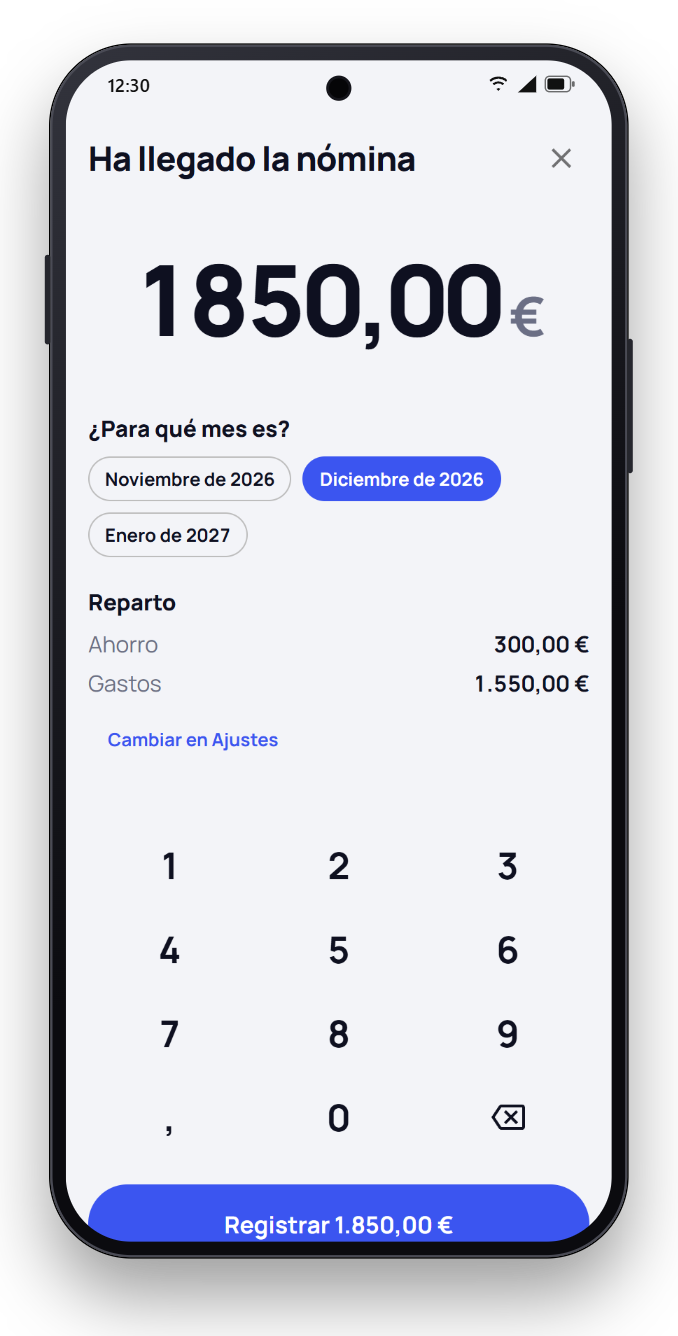 12:30
Ha llegado la nómina
1850,00€
¿Para qué mes es?
Noviembre de 2026 Diciembre de 2026
Enero de 2027
Reparto
Ahorro 300,00 €
Gastos 1.550,00 €
Cambiar en Ajustes
1 2 3
4 5 6
7 8 9
, 0
Registrar 1.850,00 €